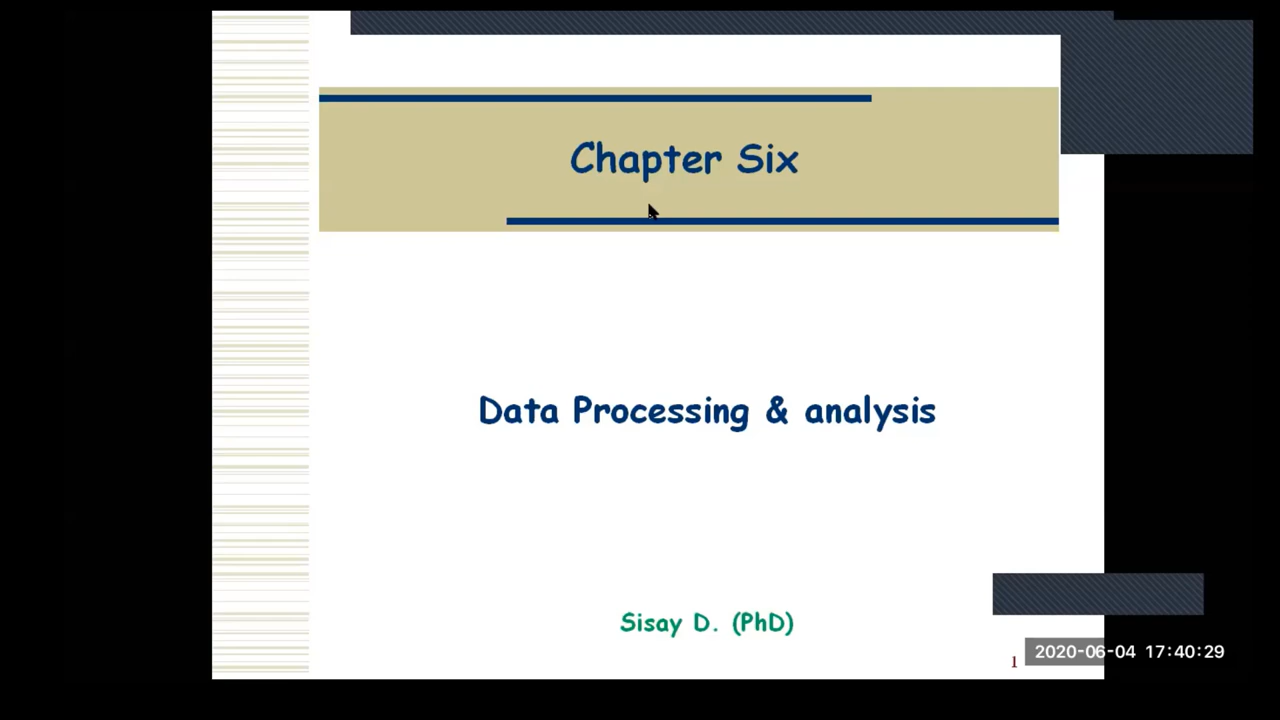 Chapter Six
Data Processing & analysis
Sisay D. (PhD)
1
2020-06-04 17:40:29